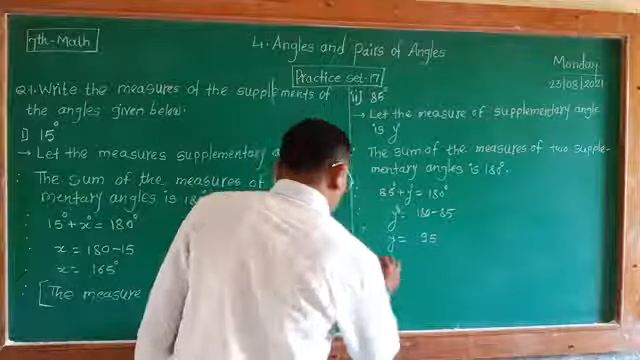 7th-Math
4. Angles and Pairs of Angles
Monday
23/08/2021
Practice set-17
Q1. Write the measures of the supplements of
the angles given below:
i) 15°
→ Let the measures supplementary
∴ The sum of the measures of
mentary angles is 18
∴ 15° + x° = 180°
x = 180-15
x = 165°
∴ [The measure
ii) 85°
→ Let the measure of supplementary angle
is y°
∴ The sum of the measures of two supple-
mentary angles is 180°.
85° + y° = 180°
y° = 180-85
y = 95